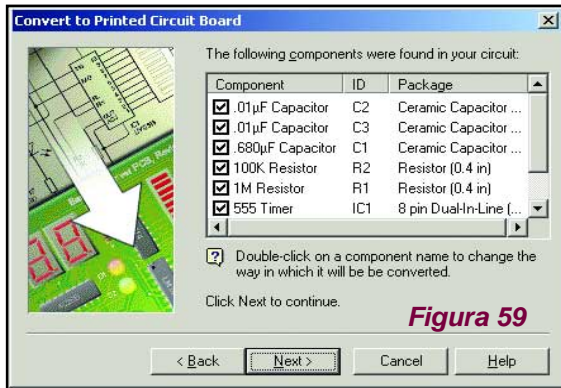 Convert to Printed Circuit Board
The following components were found in your circuit:
Component ID Package
.01µF Capacitor C2 Ceramic Capacitor ...
.01µF Capacitor C3 Ceramic Capacitor ...
.680µF Capacitor C1 Ceramic Capacitor ...
100K Resistor R2 Resistor (0.4 in)
1M Resistor R1 Resistor (0.4 in)
555 Timer IC1 8 pin Dual-In-Line (...
Double-click on a component name to change the
way in which it will be be converted.
Click Next to continue.
Figura 59
< Back Next > Cancel Help